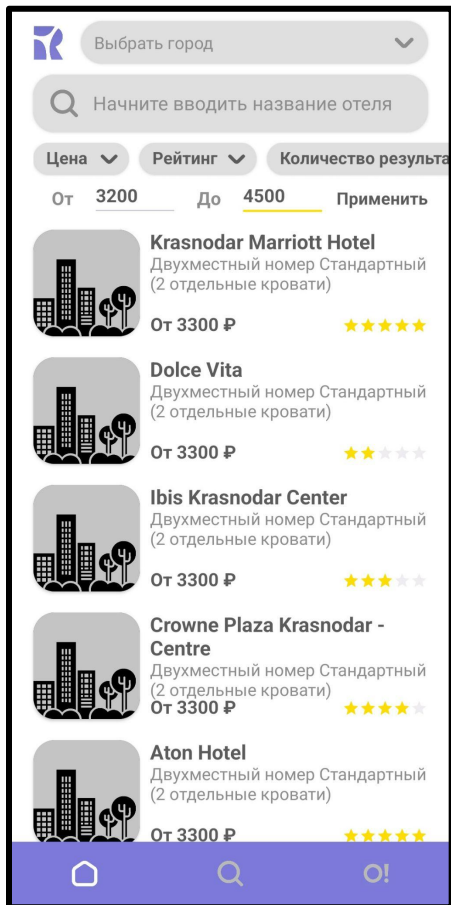 Выбрать город
Начните вводить название отеля
Цена Рейтинг Количество результа
От 3200 До 4500 Применить
Krasnodar Marriott Hotel
Двухместный номер Стандартный
(2 отдельные кровати)
От 3300 ₽
Dolce Vita
Двухместный номер Стандартный
(2 отдельные кровати)
От 3300 ₽
Ibis Krasnodar Center
Двухместный номер Стандартный
(2 отдельные кровати)
От 3300 ₽
Crowne Plaza Krasnodar -
Centre
Двухместный номер Стандартный
(2 отдельные кровати)
От 3300 ₽
Aton Hotel
Двухместный номер Стандартный
(2 отдельные кровати)
От 3300 ₽
O!